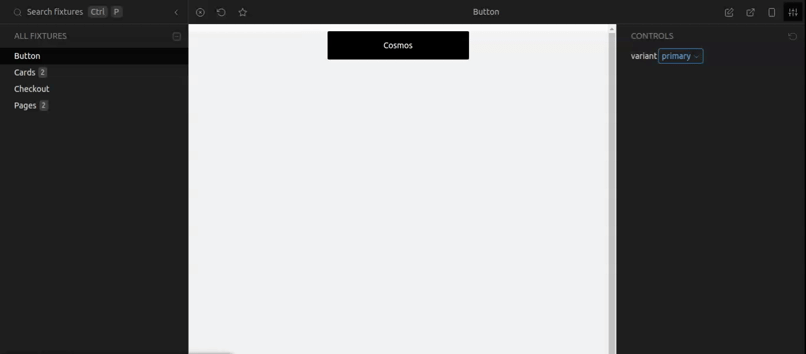 Search fixtures Ctrl P
Button
ALL FIXTURES
Button
Cards 2
Checkout
Pages 2
Cosmos
CONTROLS
variant primary